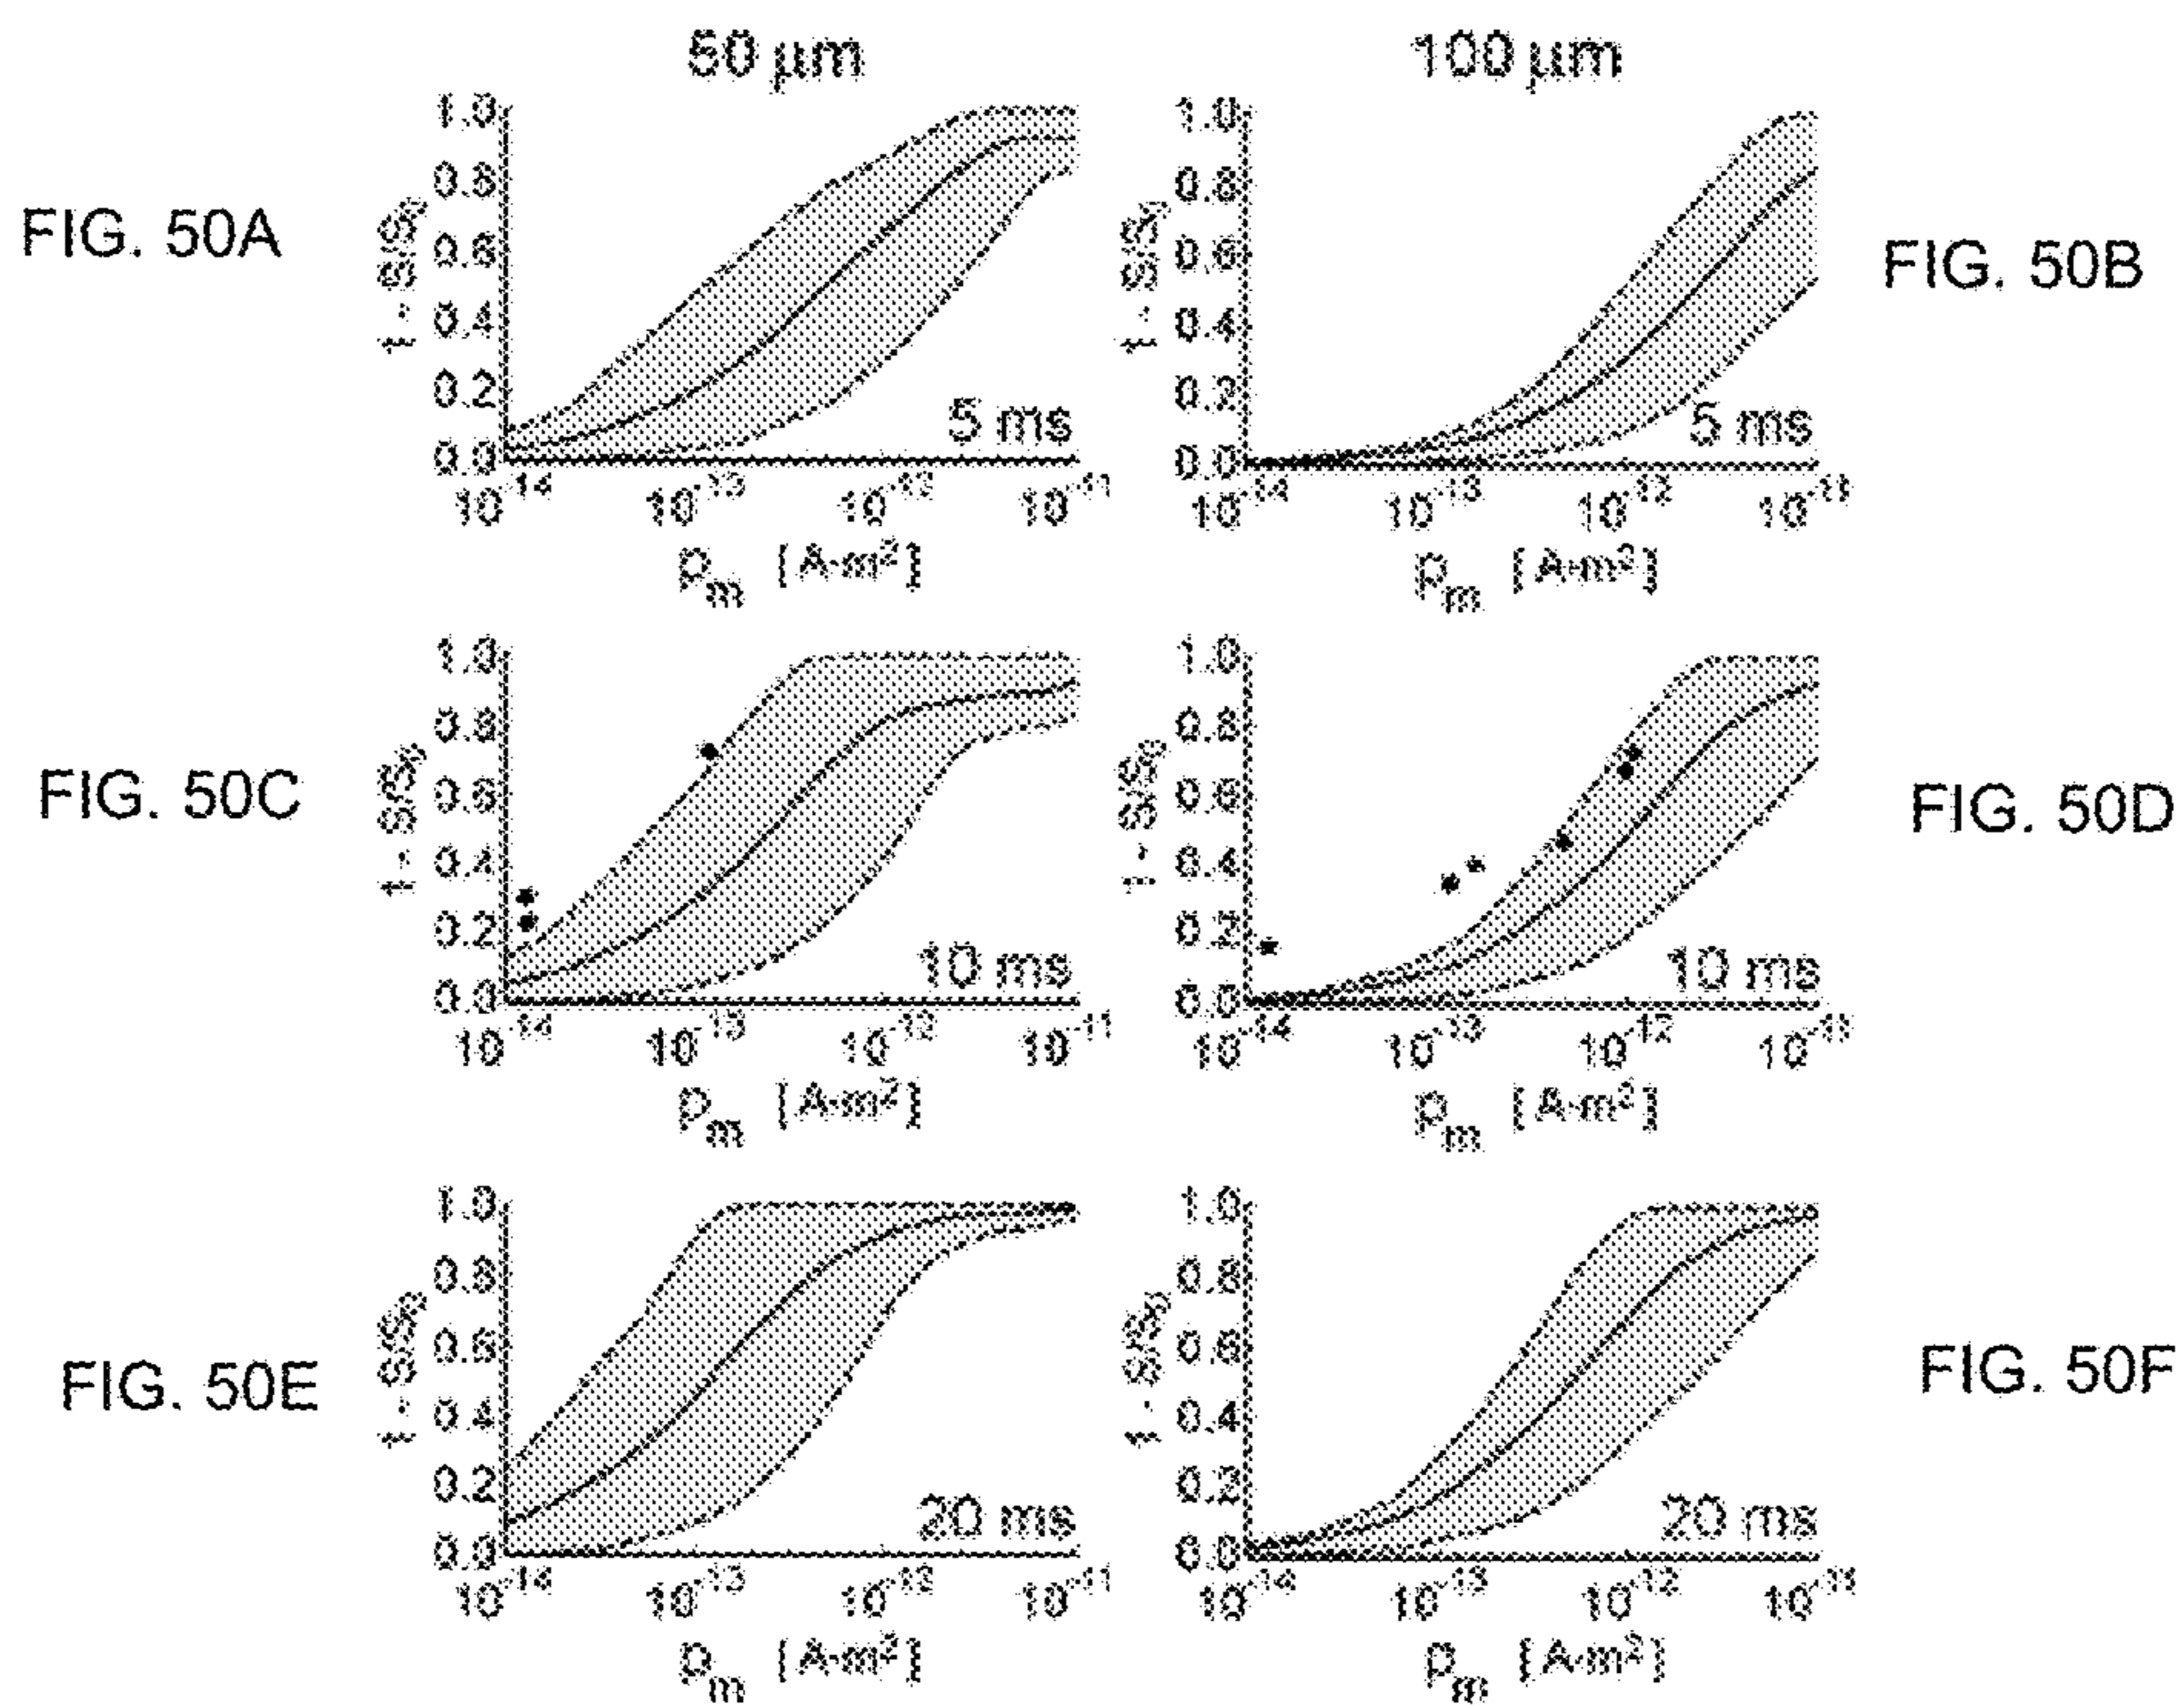 50 μm
100 μm
FIG. 50A
1 - S/S₀
1.0
0.8
0.6
0.4
0.2
0.0
5 ms
10⁻¹⁴ 10⁻¹³ 10⁻¹² 10⁻¹¹
pₘ [A·m²]
1 - S/S₀
1.0
0.8
0.6
0.4
0.2
0.0
5 ms
10⁻¹⁴ 10⁻¹³ 10⁻¹² 10⁻¹¹
pₘ [A·m²]
FIG. 50B
FIG. 50C
1 - S/S₀
1.0
0.8
0.6
0.4
0.2
0.0
10 ms
10⁻¹⁴ 10⁻¹³ 10⁻¹² 10⁻¹¹
pₘ [A·m²]
1 - S/S₀
1.0
0.8
0.6
0.4
0.2
0.0
10 ms
10⁻¹⁴ 10⁻¹³ 10⁻¹² 10⁻¹¹
pₘ [A·m²]
FIG. 50D
FIG. 50E
1 - S/S₀
1.0
0.8
0.6
0.4
0.2
0.0
20 ms
10⁻¹⁴ 10⁻¹³ 10⁻¹² 10⁻¹¹
pₘ [A·m²]
1 - S/S₀
1.0
0.8
0.6
0.4
0.2
0.0
20 ms
10⁻¹⁴ 10⁻¹³ 10⁻¹² 10⁻¹¹
pₘ [A·m²]
FIG. 50F